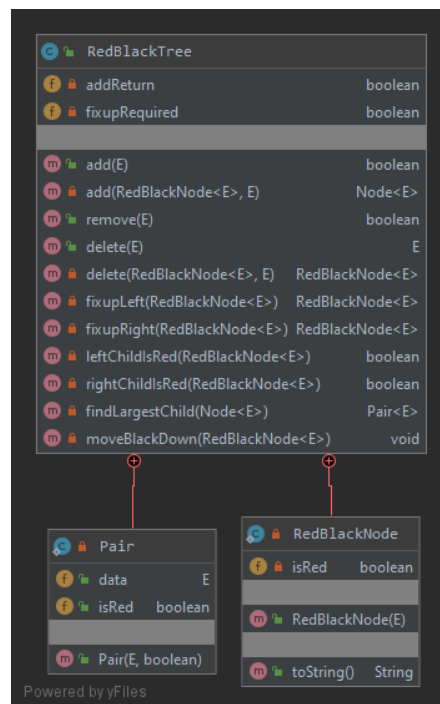 RedBlackTree
addReturn boolean
fixupRequired boolean
add(E) boolean
add(RedBlackNode<E>, E) Node<E>
remove(E) boolean
delete(E) E
delete(RedBlackNode<E>, E) RedBlackNode<E>
fixupLeft(RedBlackNode<E>) RedBlackNode<E>
fixupRight(RedBlackNode<E>) RedBlackNode<E>
leftChildIsRed(RedBlackNode<E>) boolean
rightChildIsRed(RedBlackNode<E>) boolean
findLargestChild(Node<E>) Pair<E>
moveBlackDown(RedBlackNode<E>) void
Pair
data E
isRed boolean
Pair(E, boolean)
RedBlackNode
isRed boolean
RedBlackNode(E)
toString() String
Powered by yFiles